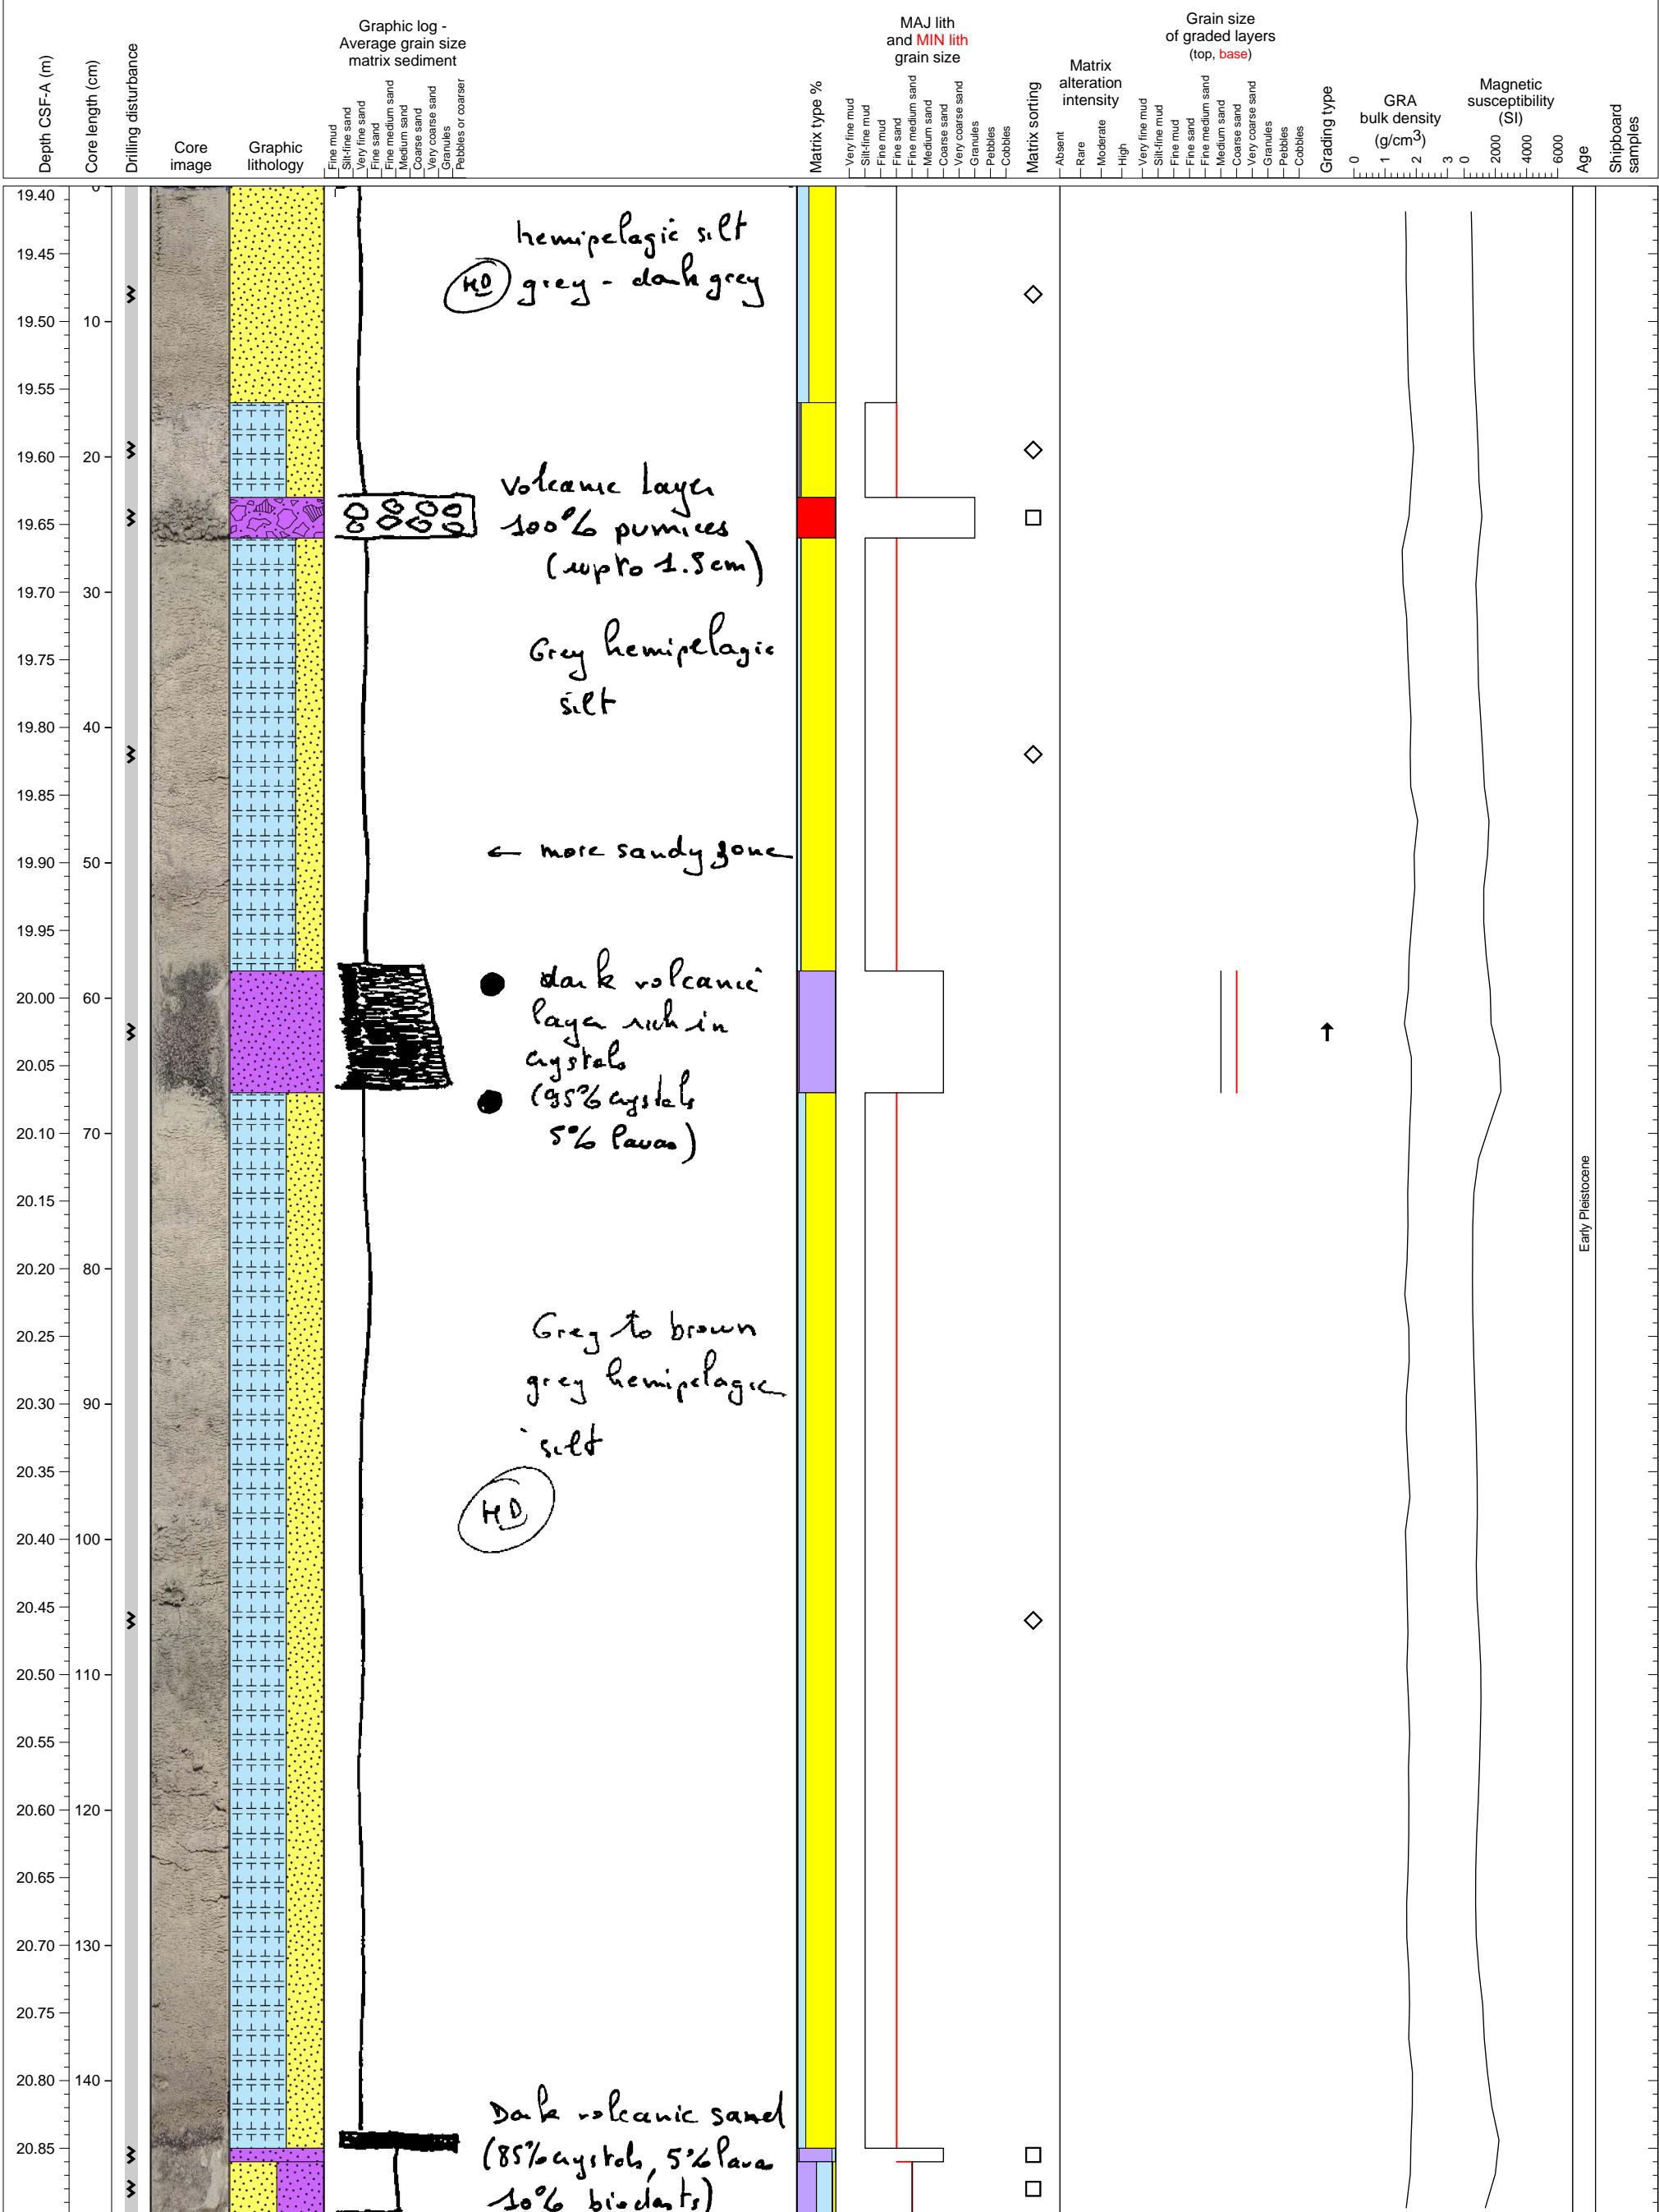 Depth CSF-A (m)
Core length (cm)
Drilling disturbance
Core
image
Graphic
lithology
Graphic log -
Average grain size
matrix sediment
Fine mud
Silt-fine sand
Very fine sand
Fine sand
Fine medium sand
Medium sand
Coarse sand
Very coarse sand
Granules
Pebbles or coarser
Matrix type %
MAJ lith
and MIN lith
grain size
Very fine mud
Silt-fine mud
Fine mud
Fine sand
Fine medium sand
Medium sand
Coarse sand
Very coarse sand
Granules
Pebbles
Cobbles
Matrix sorting
Matrix
alteration
intensity
Absent
Rare
Moderate
High
Grain size
of graded layers
(top, base)
Very fine mud
Silt-fine mud
Fine mud
Fine sand
Fine medium sand
Medium sand
Coarse sand
Very coarse sand
Granules
Pebbles
Cobbles
Grading type
GRA
bulk density
(g/cm3)
0 1 2 3
Magnetic
susceptibility
(SI)
0 2000 4000 6000
Age
Shipboard
samples
19.40 0
19.45
19.50 10
19.55
19.60 20
19.65
19.70 30
19.75
19.80 40
19.85
19.90 50
19.95
20.00 60
20.05
20.10 70
20.15
20.20 80
20.25
20.30 90
20.35
20.40 100
20.45
20.50 110
20.55
20.60 120
20.65
20.70 130
20.75
20.80 140
20.85
hemipelagic silt
HD grey - dark grey
Volcanic Layer
100% pumices
(up to 1.5cm)
Grey hemipelagic
silt
← more sandy zone
dark volcanic
layer rich in
crystals
(95% crystals
5% lavas)
Grey to brown
grey hemipelagic
silt
HD
Dark volcanic sand
(85% crystals, 5% lavas
10% bioclasts)
Early Pleistocene